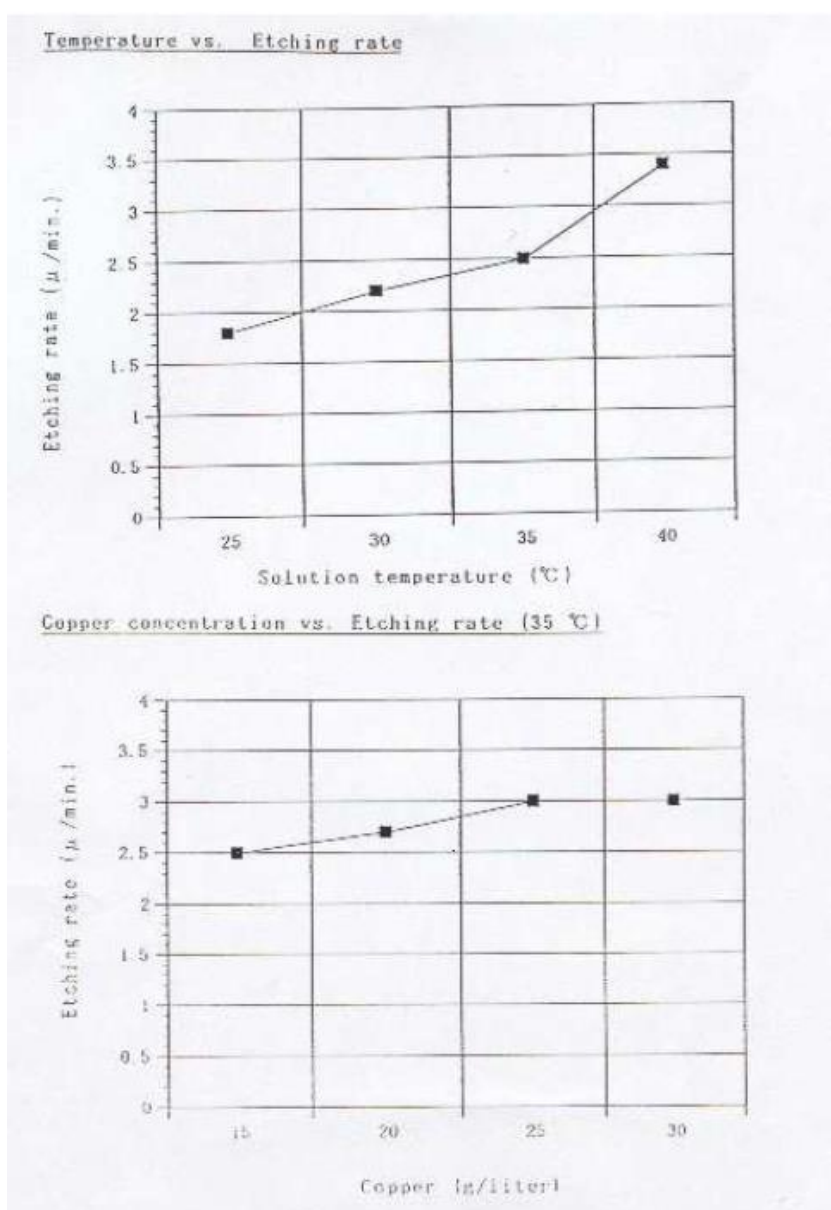 Temperature vs. Etching rate
4
3.5
3
2.5
2
1.5
1
0.5
0
Etching rate (μ/min.)
25 30 35 40
Solution temperature (℃)
Copper concentration vs. Etching rate (35 ℃)
4
3.5
3
2.5
2
1.5
1
0.5
0
Etching rate (μ/min.)
15 20 25 30
Copper (g/liter)